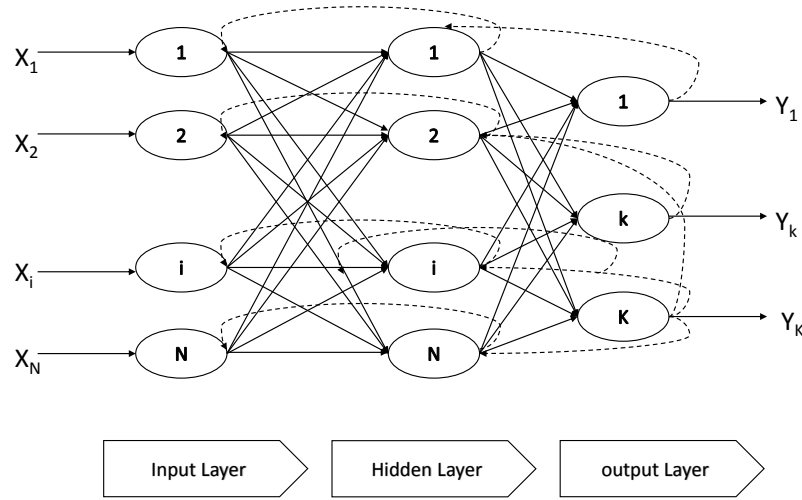 X1 1 1
1 Y1
X2 2 2
k Yk
Xi i i
K YK
XN N N
Input Layer Hidden Layer output Layer